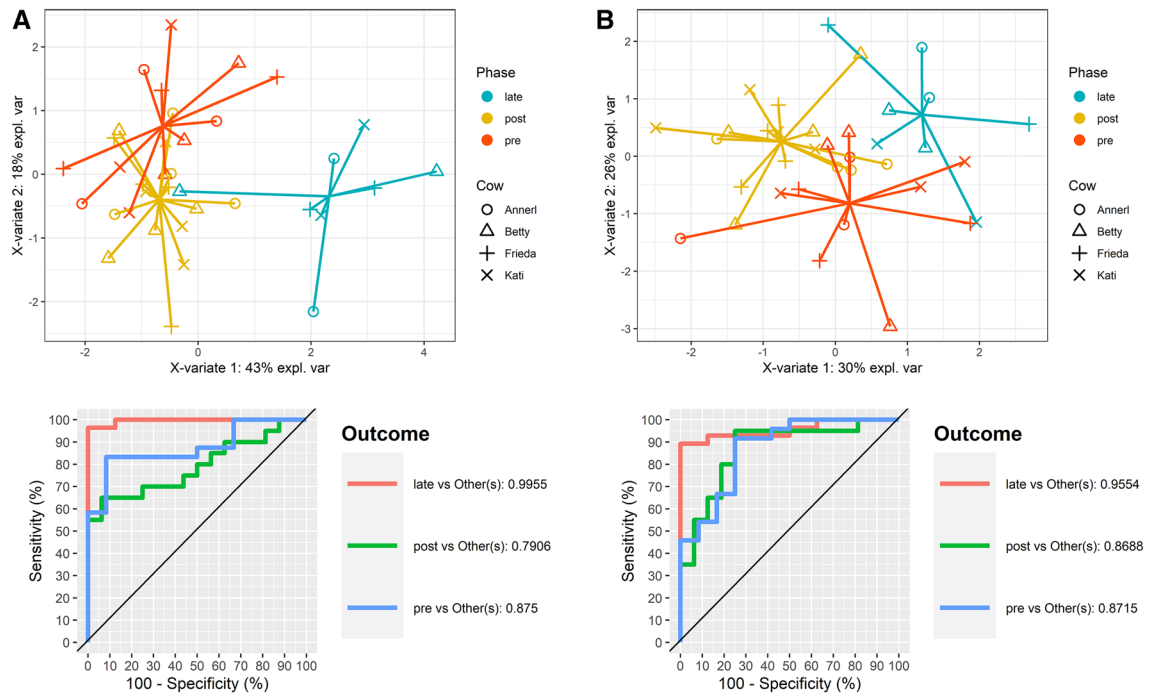 A
X-variate 2: 18% expl. var
2
1
0
-1
-2
-2
0
2
4
X-variate 1: 43% expl. var
Phase
late
post
pre
Cow
Annerl
Betty
Frieda
Kati
B
X-variate 2: 26% expl. var
2
1
0
-1
-2
-3
-2
-1
0
1
2
X-variate 1: 30% expl. var
Phase
late
post
pre
Cow
Annerl
Betty
Frieda
Kati
Sensitivity (%)
100
90
80
70
60
50
40
30
20
10
0
0 10 20 30 40 50 60 70 80 90 100
100 - Specificity (%)
Outcome
late vs Other(s): 0.9955
post vs Other(s): 0.7906
pre vs Other(s): 0.875
Sensitivity (%)
100
90
80
70
60
50
40
30
20
10
0
0 10 20 30 40 50 60 70 80 90 100
100 - Specificity (%)
Outcome
late vs Other(s): 0.9554
post vs Other(s): 0.8688
pre vs Other(s): 0.8715